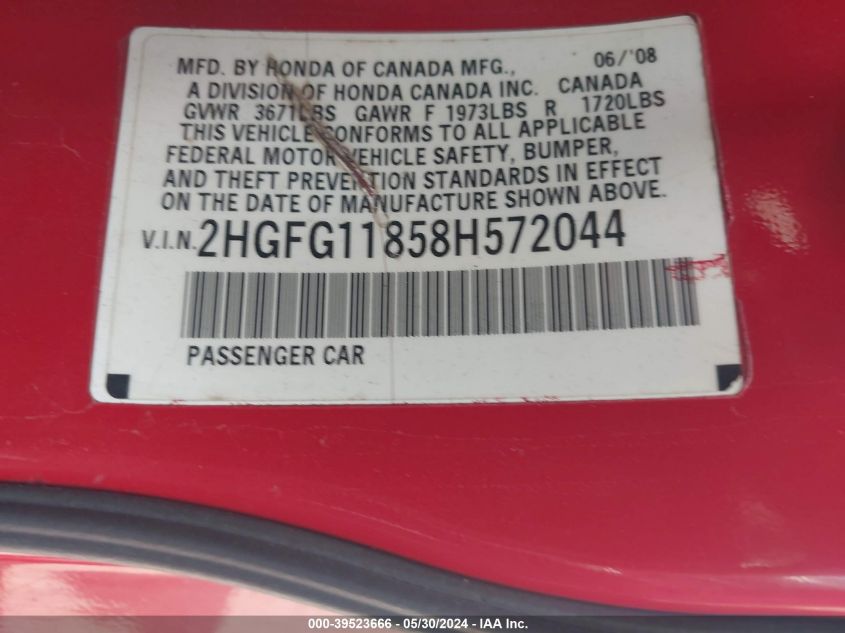 MFD. BY HONDA OF CANADA MFG., 06/'08
A DIVISION OF HONDA CANADA INC. CANADA
GVWR 3671LBS GAWR F 1973LBS R 1720LBS
THIS VEHICLE CONFORMS TO ALL APPLICABLE
FEDERAL MOTOR VEHICLE SAFETY, BUMPER,
AND THEFT PREVENTION STANDARDS IN EFFECT
ON THE DATE OF MANUFACTURE SHOWN ABOVE.
V.I.N. 2HGFG11858H572044
PASSENGER CAR
000-39523666 - 05/30/2024 - IAA Inc.